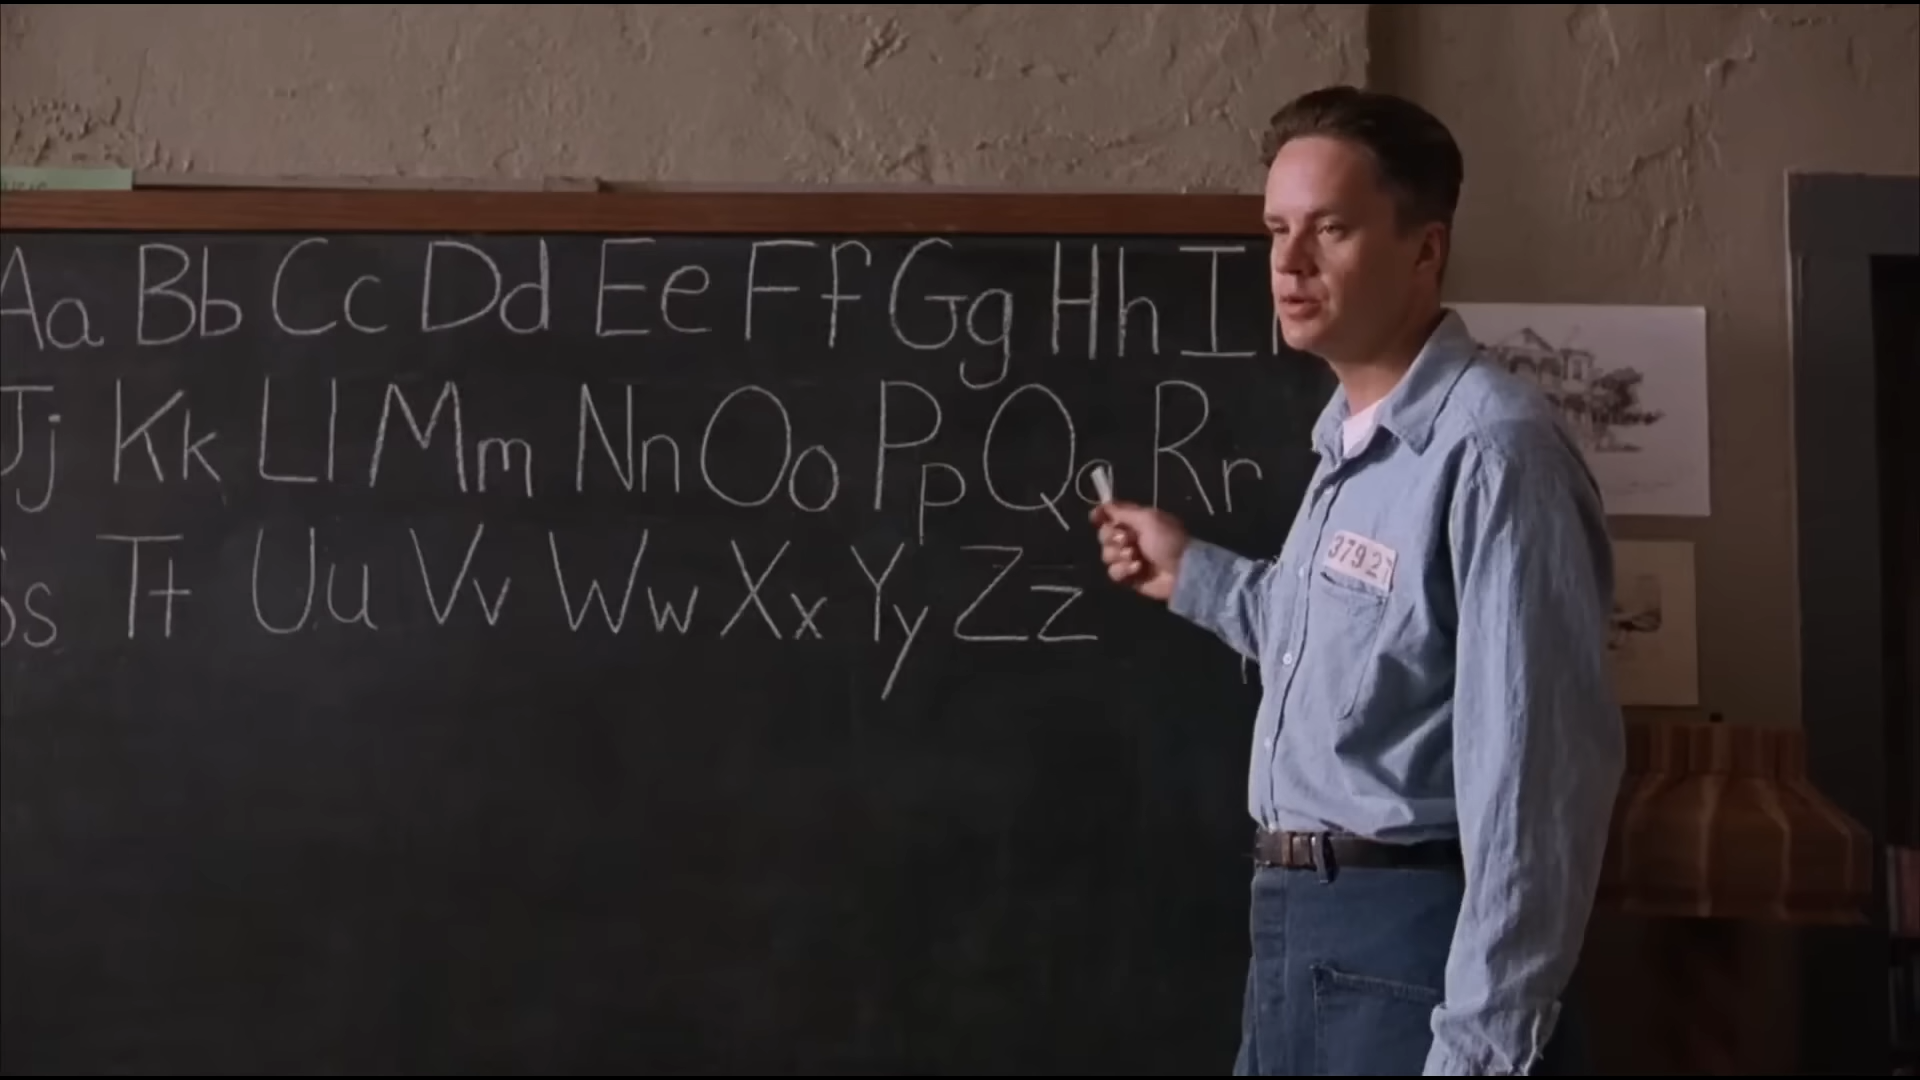 Aa Bb Cc Dd Ee Ff Gg Hh I
Jj Kk Ll Mm Nn Oo Pp Qq Rr
Ss Tt Uu Vv Ww Xx Yy Zz
37927